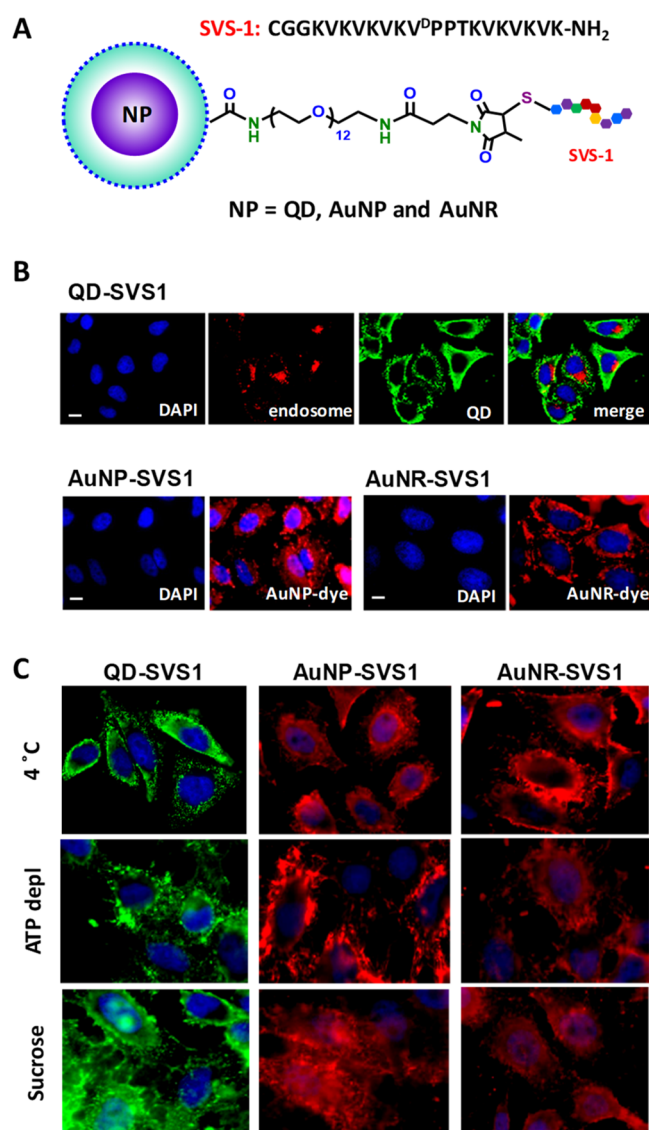 A
SVS-1: CGGKVKVKVKVᴰPPTKVKVKVK-NH₂
NP
O
N
H
O
12
O
N
H
O
N
O
S
SVS-1
NP = QD, AuNP and AuNR
B
QD-SVS1
DAPI
endosome
QD
merge
AuNP-SVS1
AuNR-SVS1
DAPI
AuNP-dye
DAPI
AuNR-dye
C
QD-SVS1
AuNP-SVS1
AuNR-SVS1
4 ˚C
ATP depl
Sucrose